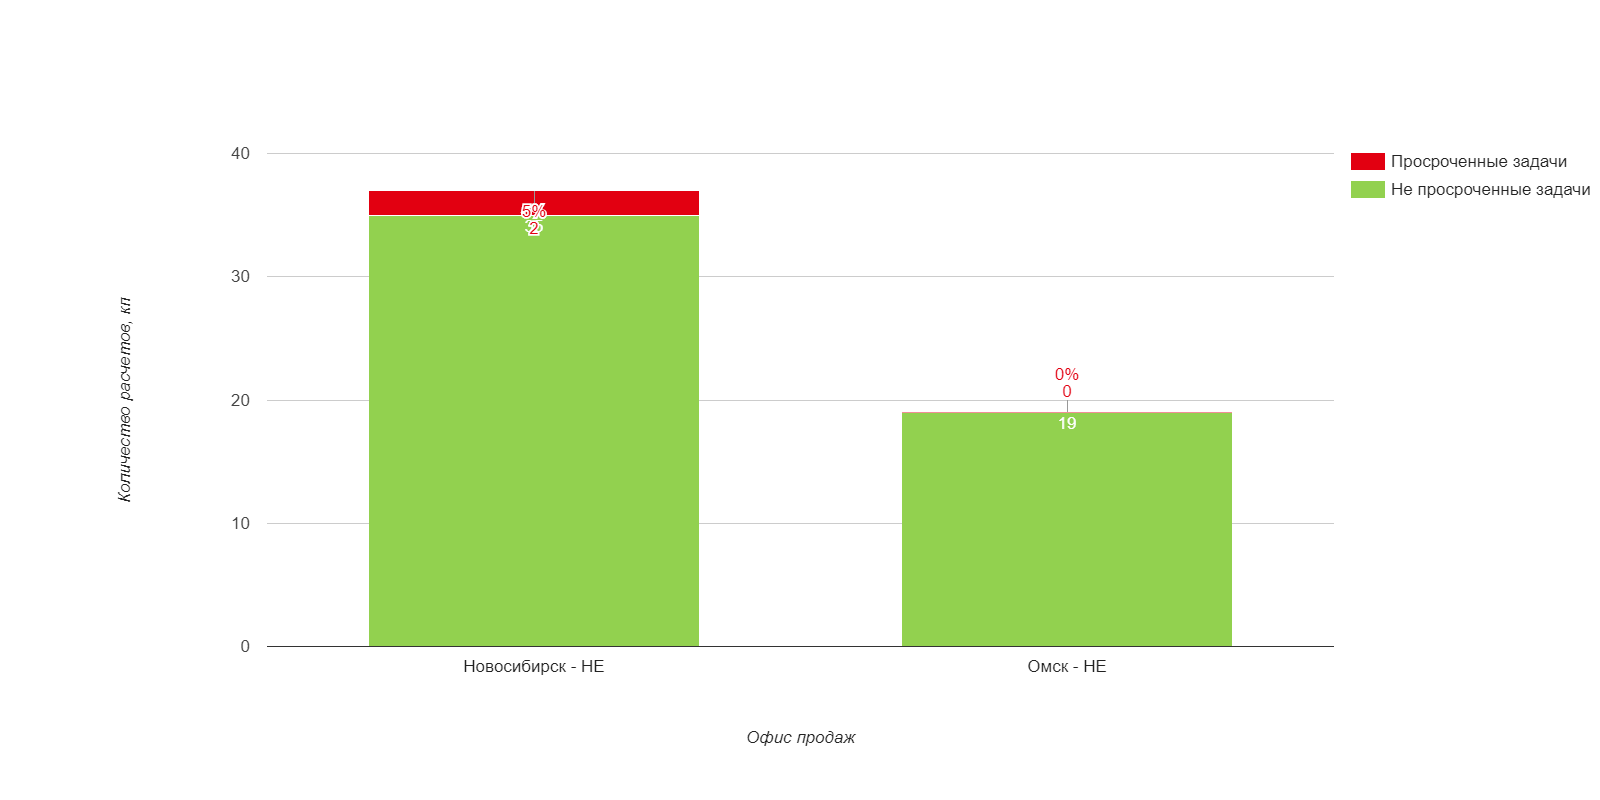 40
30
20
10
0
Количество расчетов, кп
5%
2
0%
0
19
Новосибирск - НЕ
Омск - НЕ
Офис продаж
Просроченные задачи
Не просроченные задачи